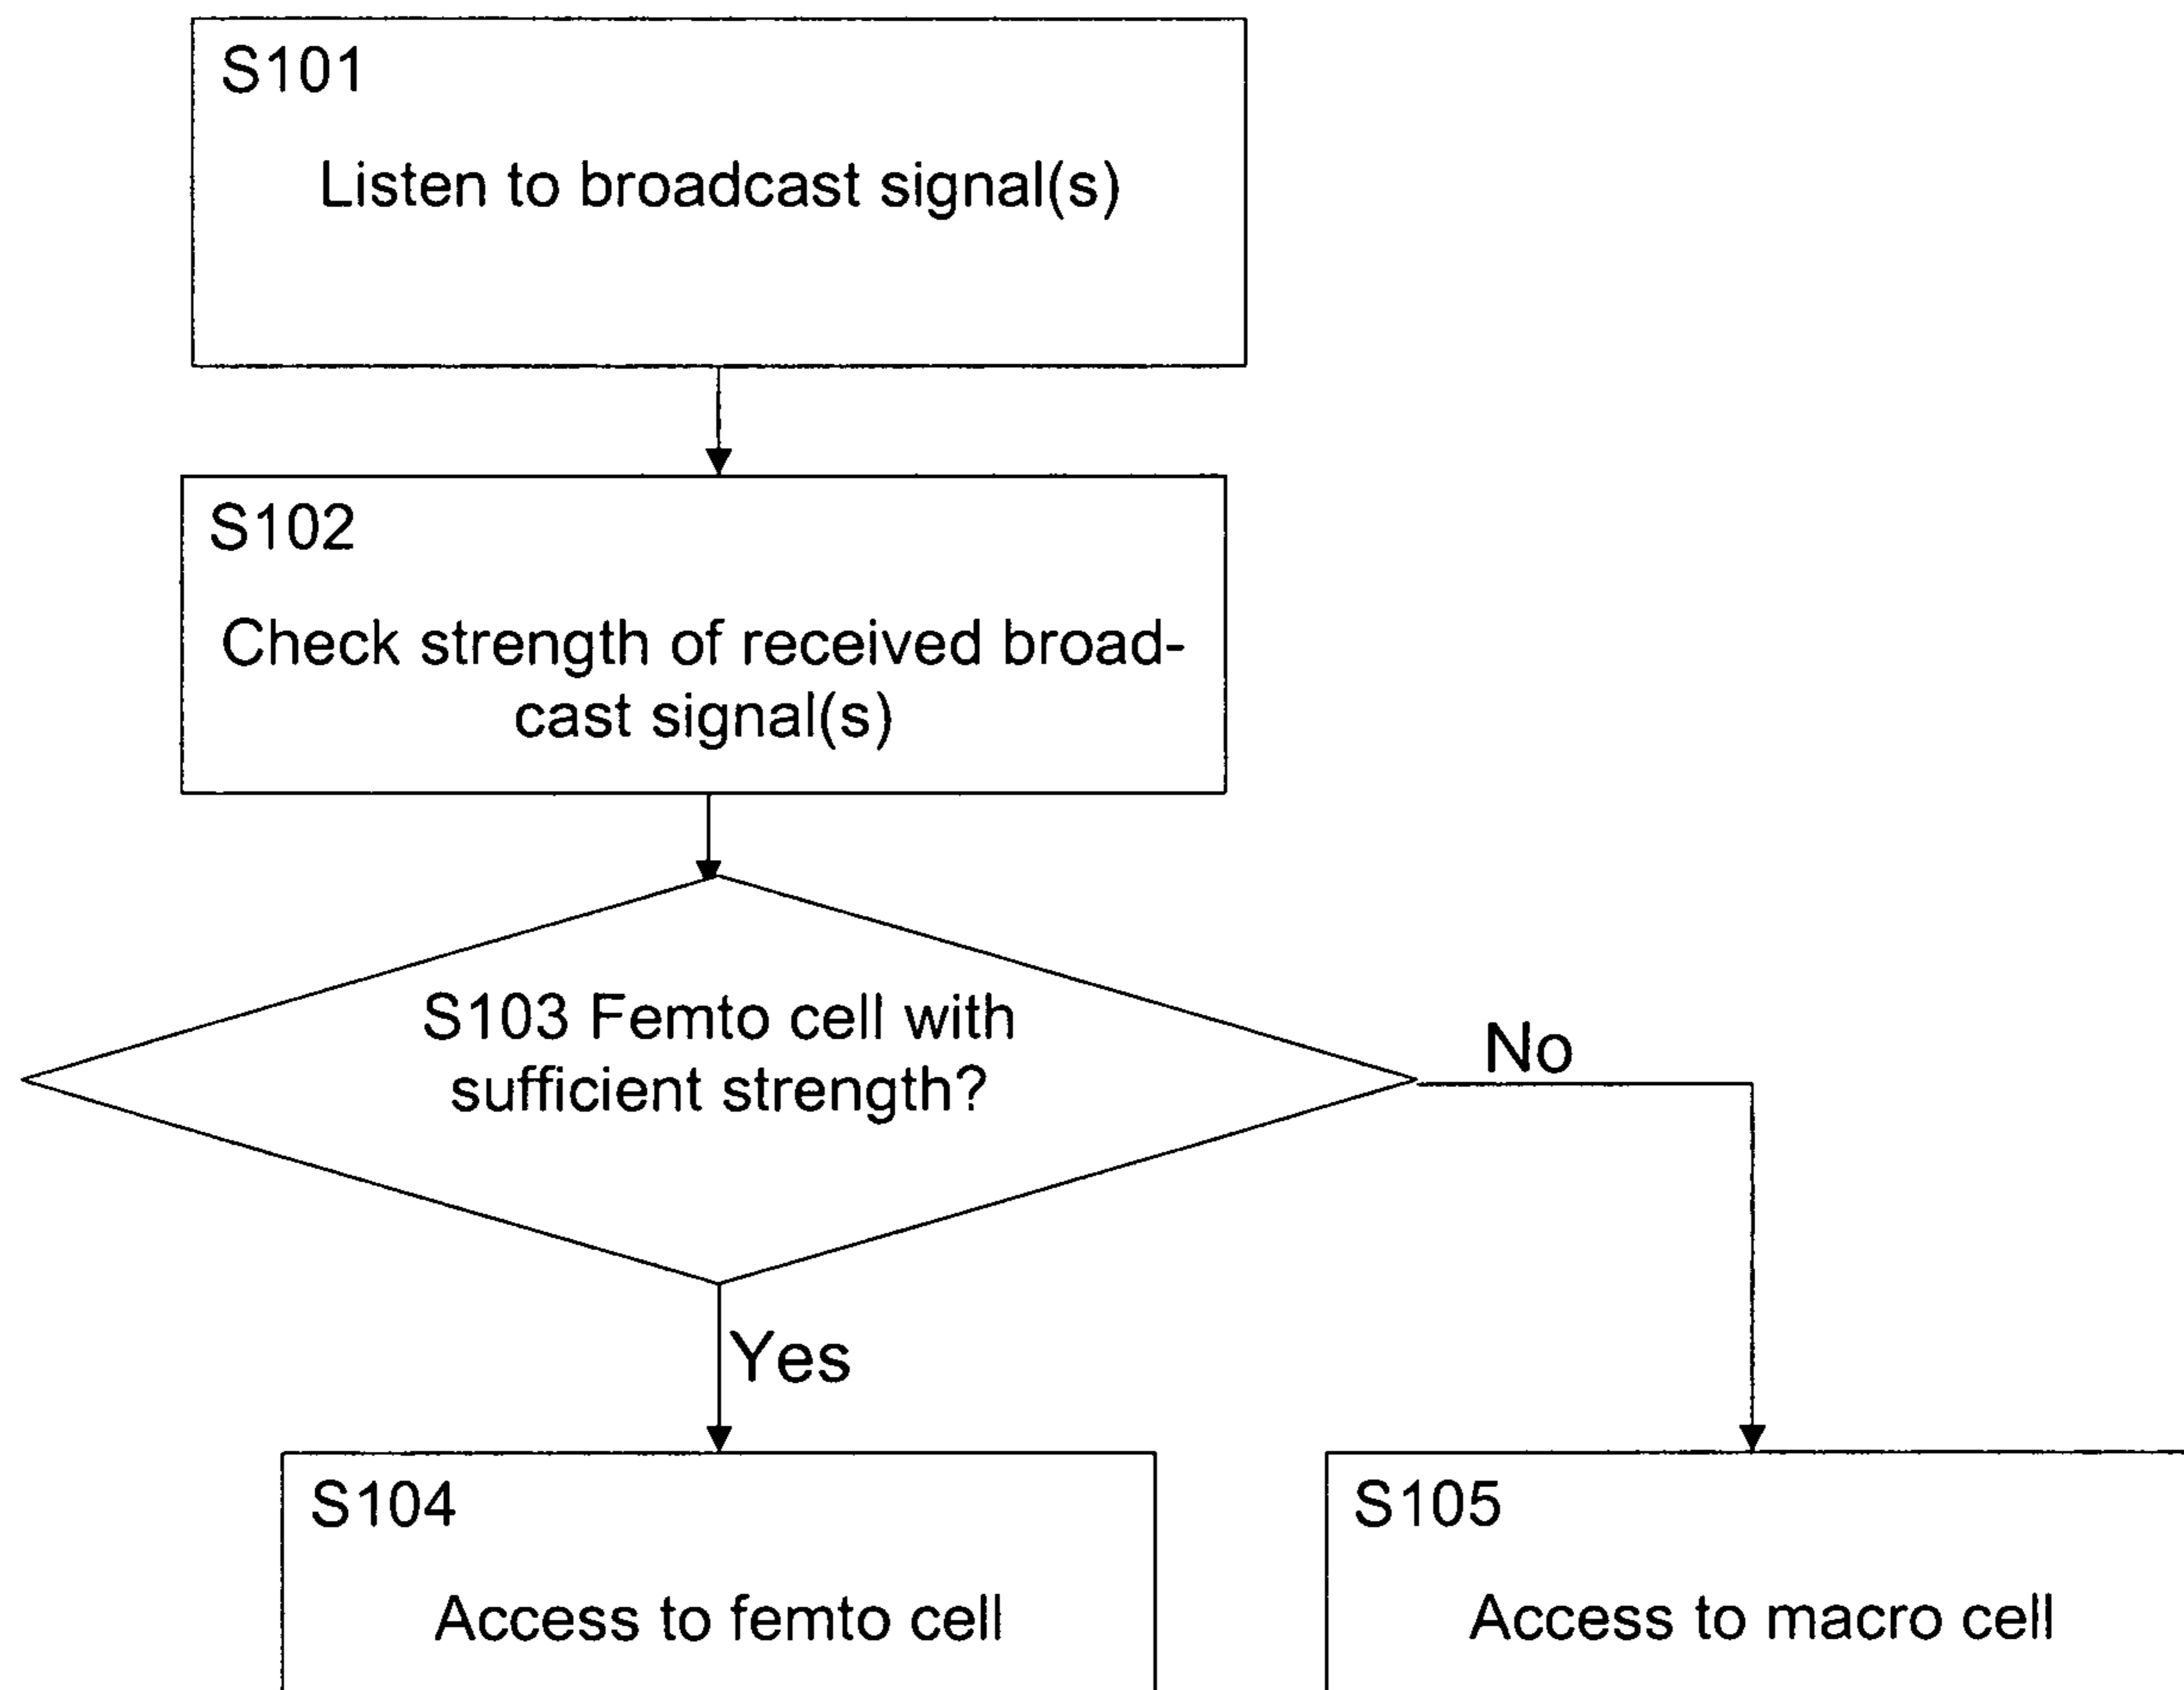 S101
Listen to broadcast signal(s)
S102
Check strength of received broad-
cast signal(s)
S103 Femto cell with
sufficient strength?
No
Yes
S104
Access to femto cell
S105
Access to macro cell